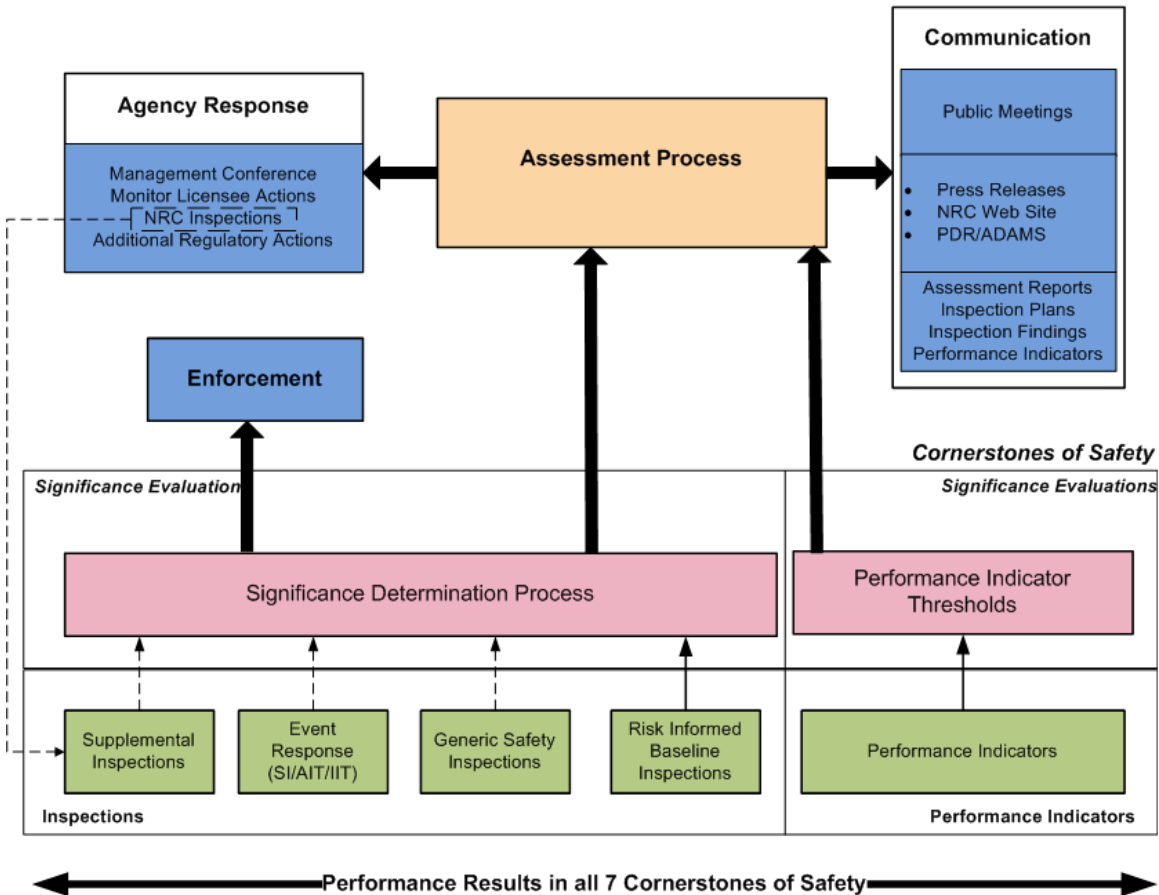 Communication
Public Meetings
• Press Releases
• NRC Web Site
• PDR/ADAMS
Assessment Reports
Inspection Plans
Inspection Findings
Performance Indicators
Agency Response
Management Conference
Monitor Licensee Actions
NRC Inspections
Additional Regulatory Actions
Assessment Process
Enforcement
Cornerstones of Safety
Significance Evaluation
Significance Evaluations
Significance Determination Process
Performance Indicator
Thresholds
Supplemental
Inspections
Event
Response
(SI/AIT/IIT)
Generic Safety
Inspections
Risk Informed
Baseline
Inspections
Performance Indicators
Inspections
Performance Indicators
Performance Results in all 7 Cornerstones of Safety